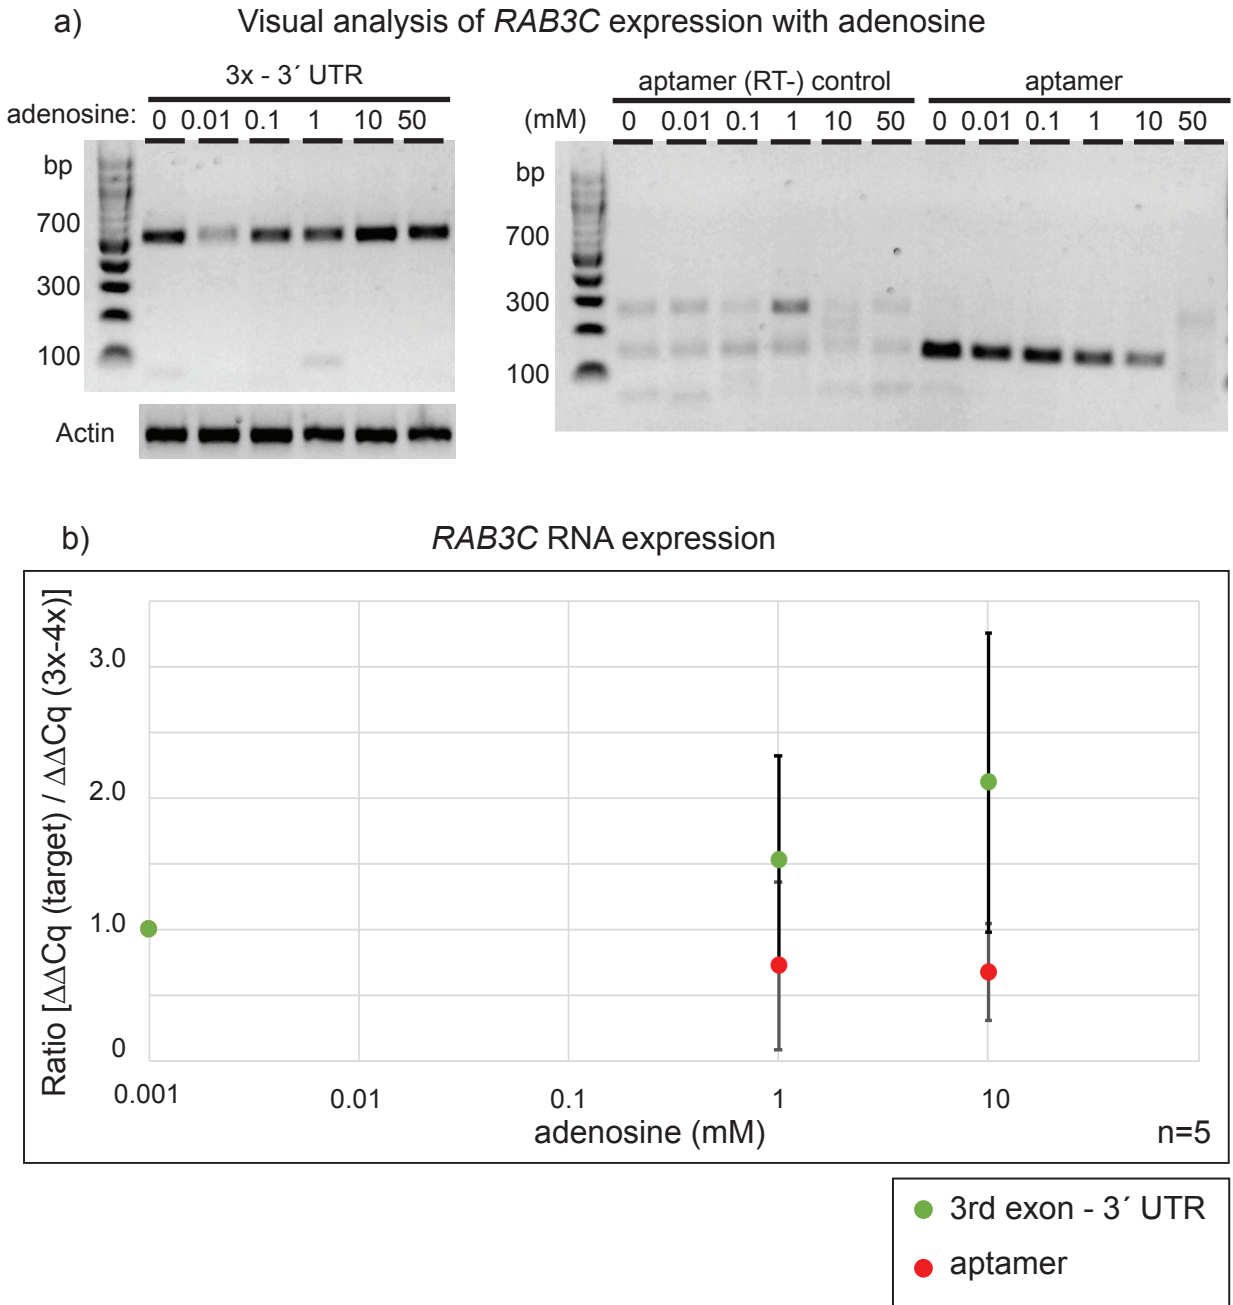 a) Visual analysis of RAB3C expression with adenosine
3x - 3´ UTR
adenosine: 0 0.01 0.1 1 10 50
bp
700
300
100
Actin
aptamer (RT-) control aptamer
(mM) 0 0.01 0.1 1 10 50 0 0.01 0.1 1 10 50
bp
700
300
100
b) RAB3C RNA expression
Ratio [ΔΔCq (target) / ΔΔCq (3x-4x)]
3.0
2.0
1.0
0
0.001 0.01 0.1 1 10
adenosine (mM) n=5
3rd exon - 3´ UTR
aptamer